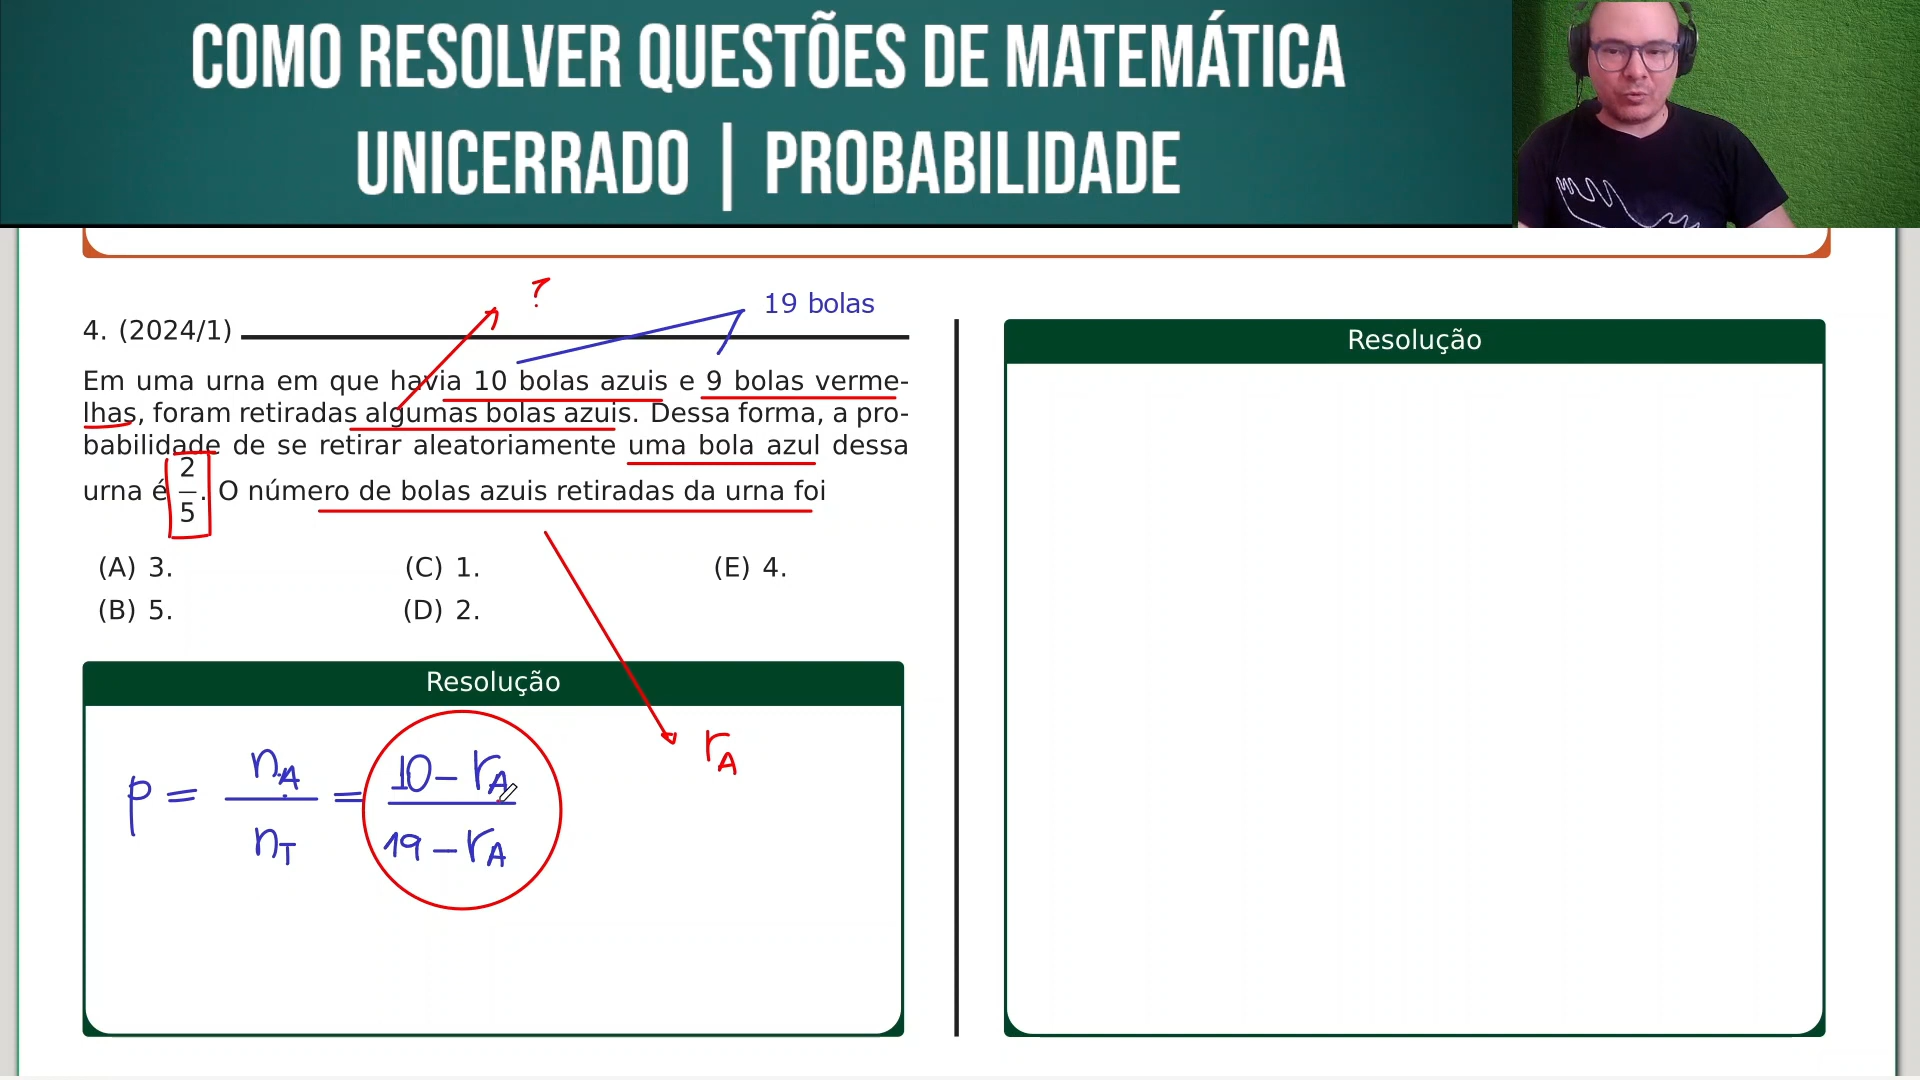 COMO RESOLVER QUESTÕES DE MATEMÁTICA
UNICERRADO | PROBABILIDADE
?
19 bolas
4. (2024/1)
Em uma urna em que havia 10 bolas azuis e 9 bolas verme-
lhas, foram retiradas algumas bolas azuis. Dessa forma, a pro-
babilidade de se retirar aleatoriamente uma bola azul dessa
urna é 2/5. O número de bolas azuis retiradas da urna foi
(A) 3.
(B) 5.
(C) 1.
(D) 2.
(E) 4.
Resolução
p = nA/nT = 10 - rA/19 - rA
rA
Resolução